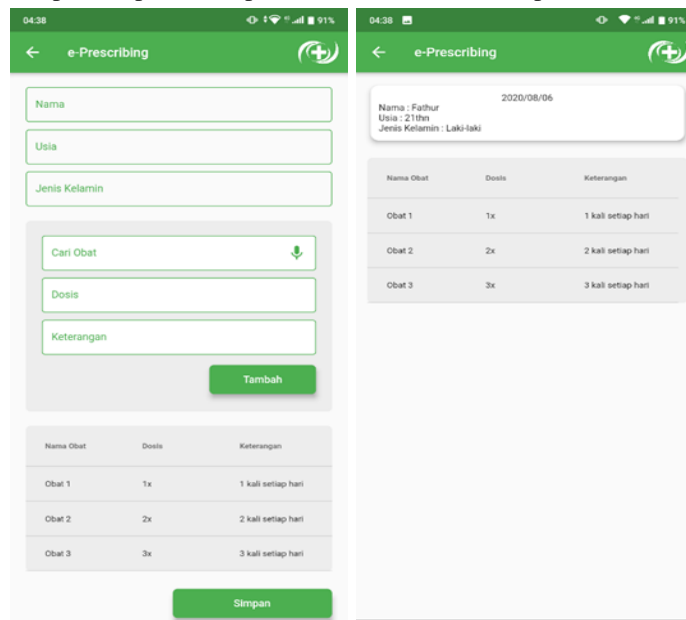 04:38
91%
e-Prescribing
Nama
Usia
Jenis Kelamin
Cari Obat
Dosis
Keterangan
Tambah
Nama Obat Dosis Keterangan
Obat 1 1x 1 kali setiap hari
Obat 2 2x 2 kali setiap hari
Obat 3 3x 3 kali setiap hari
Simpan
04:38
91%
e-Prescribing
2020/08/06
Nama : Fathur
Usia : 21thn
Jenis Kelamin : Laki-laki
Nama Obat Dosis Keterangan
Obat 1 1x 1 kali setiap hari
Obat 2 2x 2 kali setiap hari
Obat 3 3x 3 kali setiap hari